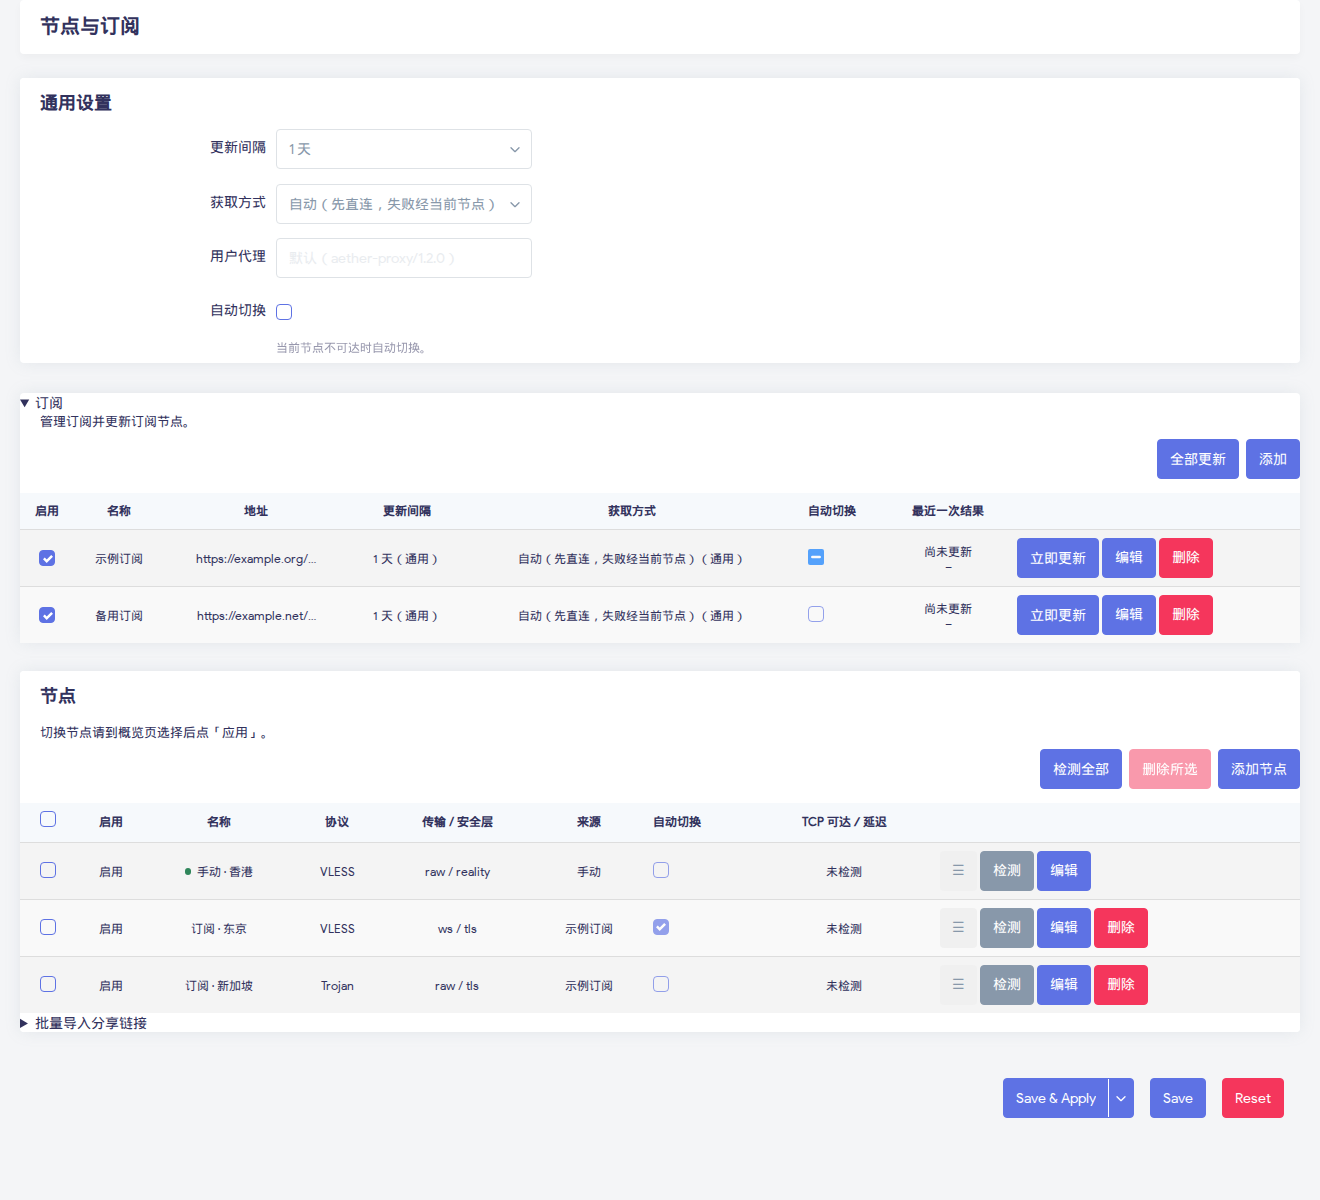 节点与订阅
通用设置
更新间隔 1 天
获取方式 自动（先直连，失败经当前节点）
用户代理 默认（aether-proxy/1.2.0）
自动切换
当前节点不可达时自动切换。
订阅
管理订阅并更新订阅节点。
全部更新 添加
启用 名称 地址 更新间隔 获取方式 自动切换 最近一次结果
示例订阅 https://example.org/... 1 天（通用） 自动（先直连，失败经当前节点）（通用） 尚未更新 – 立即更新 编辑 删除
备用订阅 https://example.net/... 1 天（通用） 自动（先直连，失败经当前节点）（通用） 尚未更新 – 立即更新 编辑 删除
节点
切换节点请到概览页选择后点「应用」。
检测全部 删除所选 添加节点
启用 名称 协议 传输 / 安全层 来源 自动切换 TCP 可达 / 延迟
启用 手动 · 香港 VLESS raw / reality 手动 未检测 ☰ 检测 编辑
启用 订阅 · 东京 VLESS ws / tls 示例订阅 未检测 ☰ 检测 编辑 删除
启用 订阅 · 新加坡 Trojan raw / tls 示例订阅 未检测 ☰ 检测 编辑 删除
批量导入分享链接
Save & Apply Save Reset